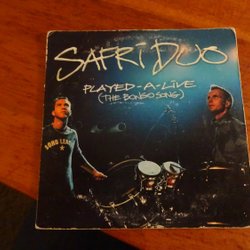 SAFRI DUO
PLAYED-A-LIVE
(THE BONGO SONG)